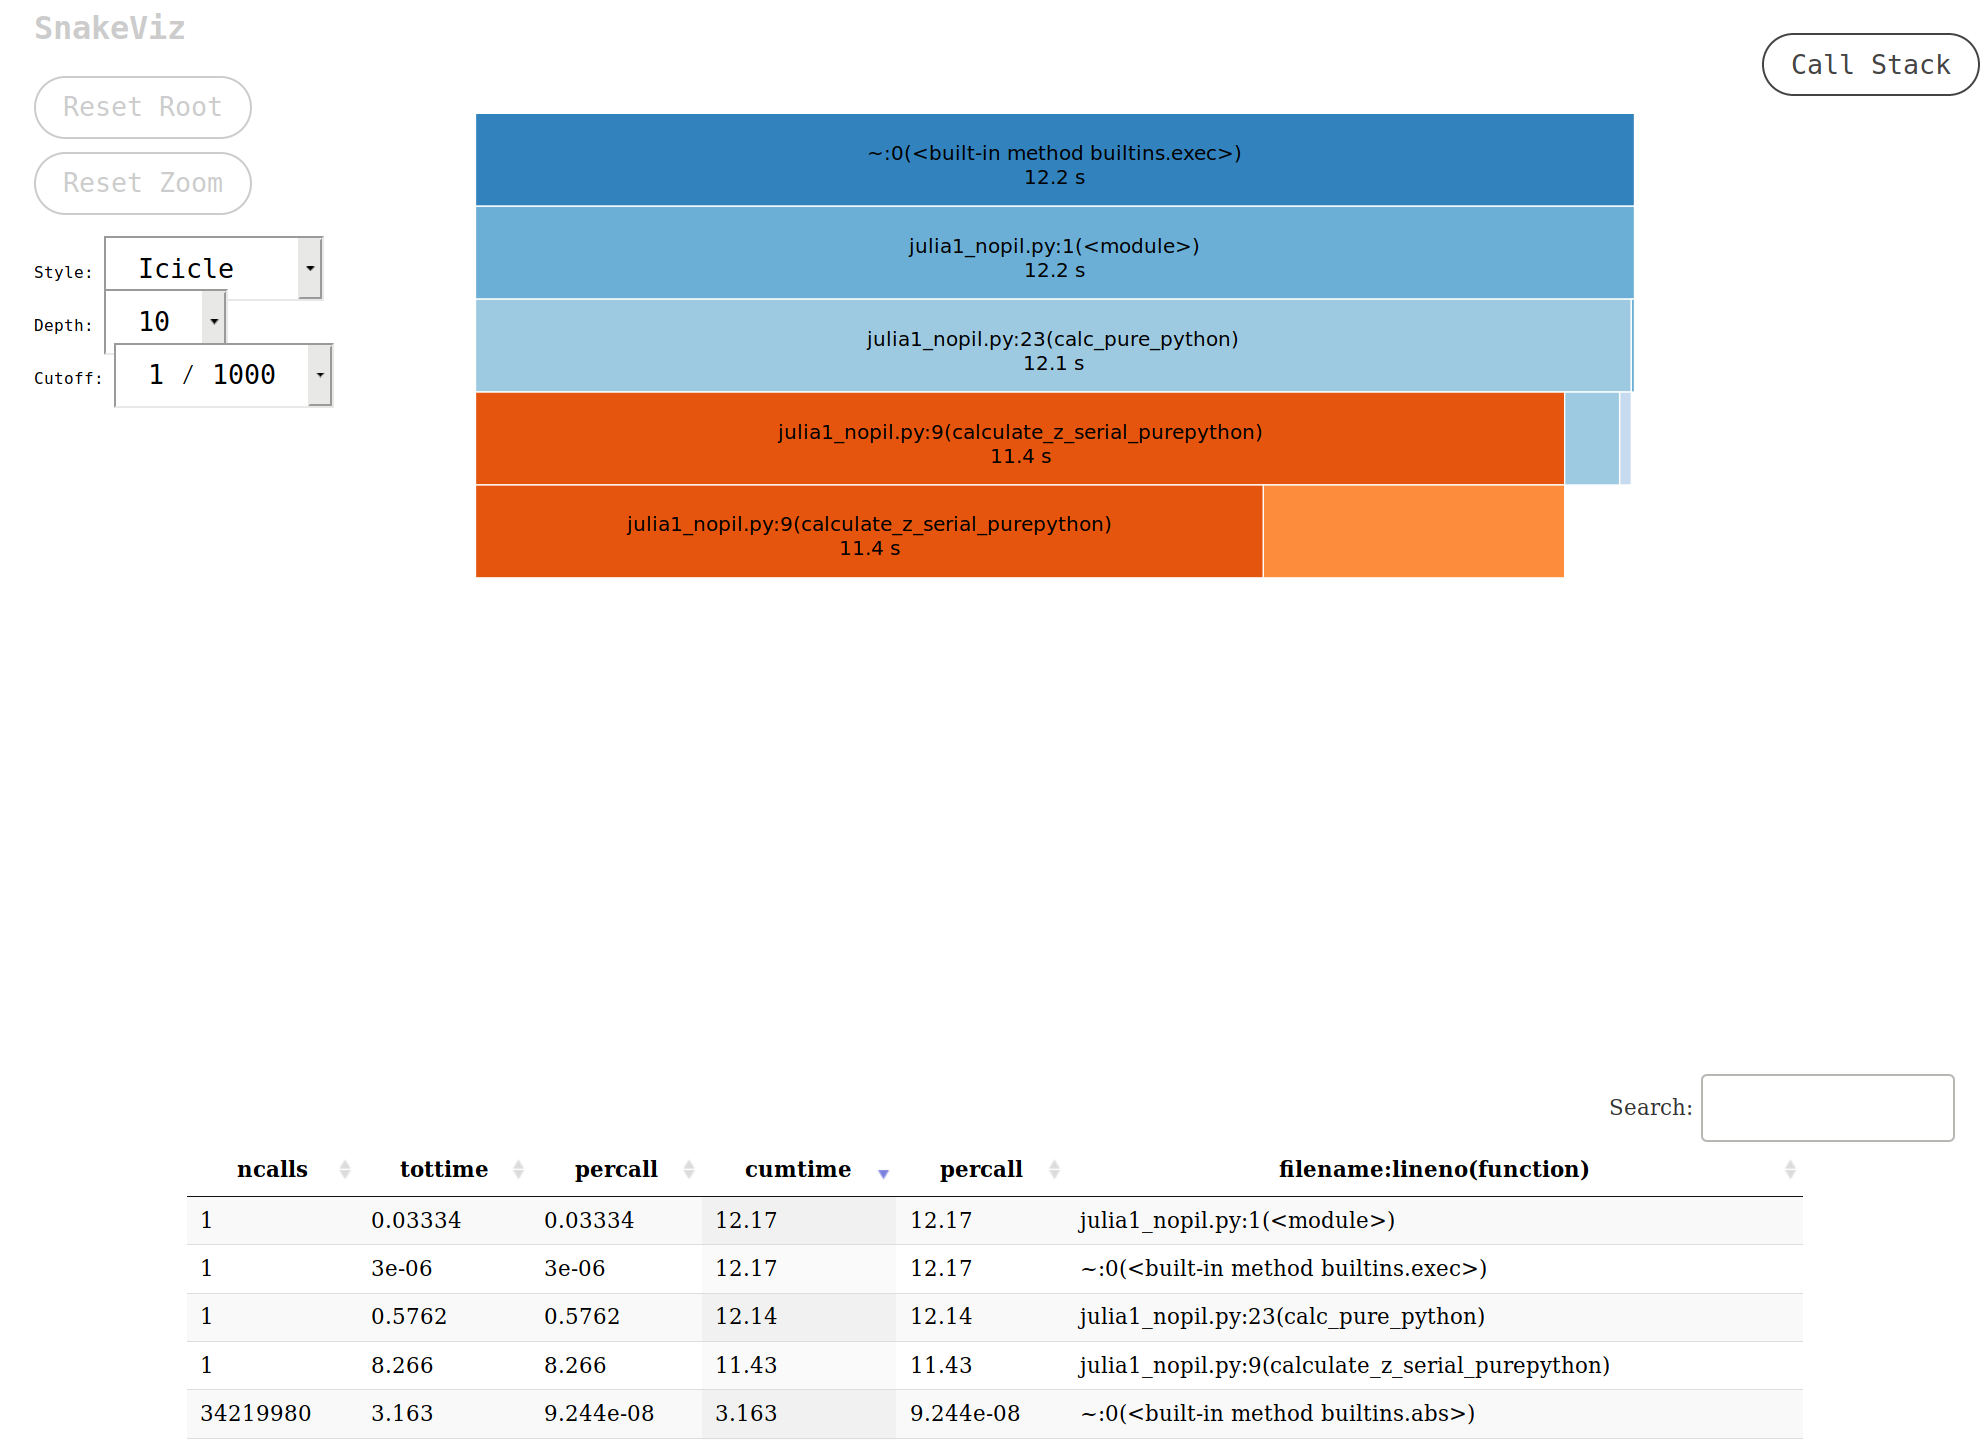 SnakeViz
Call Stack
Reset Root
Reset Zoom
Style: Icicle
Depth: 10
Cutoff: 1 / 1000
~:0(<built-in method builtins.exec>)
12.2 s
julia1_nopil.py:1(<module>)
12.2 s
julia1_nopil.py:23(calc_pure_python)
12.1 s
julia1_nopil.py:9(calculate_z_serial_purepython)
11.4 s
julia1_nopil.py:9(calculate_z_serial_purepython)
11.4 s
Search:
ncalls tottime percall cumtime percall filename:lineno(function)
1 0.03334 0.03334 12.17 12.17 julia1_nopil.py:1(<module>)
1 3e-06 3e-06 12.17 12.17 ~:0(<built-in method builtins.exec>)
1 0.5762 0.5762 12.14 12.14 julia1_nopil.py:23(calc_pure_python)
1 8.266 8.266 11.43 11.43 julia1_nopil.py:9(calculate_z_serial_purepython)
34219980 3.163 9.244e-08 3.163 9.244e-08 ~:0(<built-in method builtins.abs>)